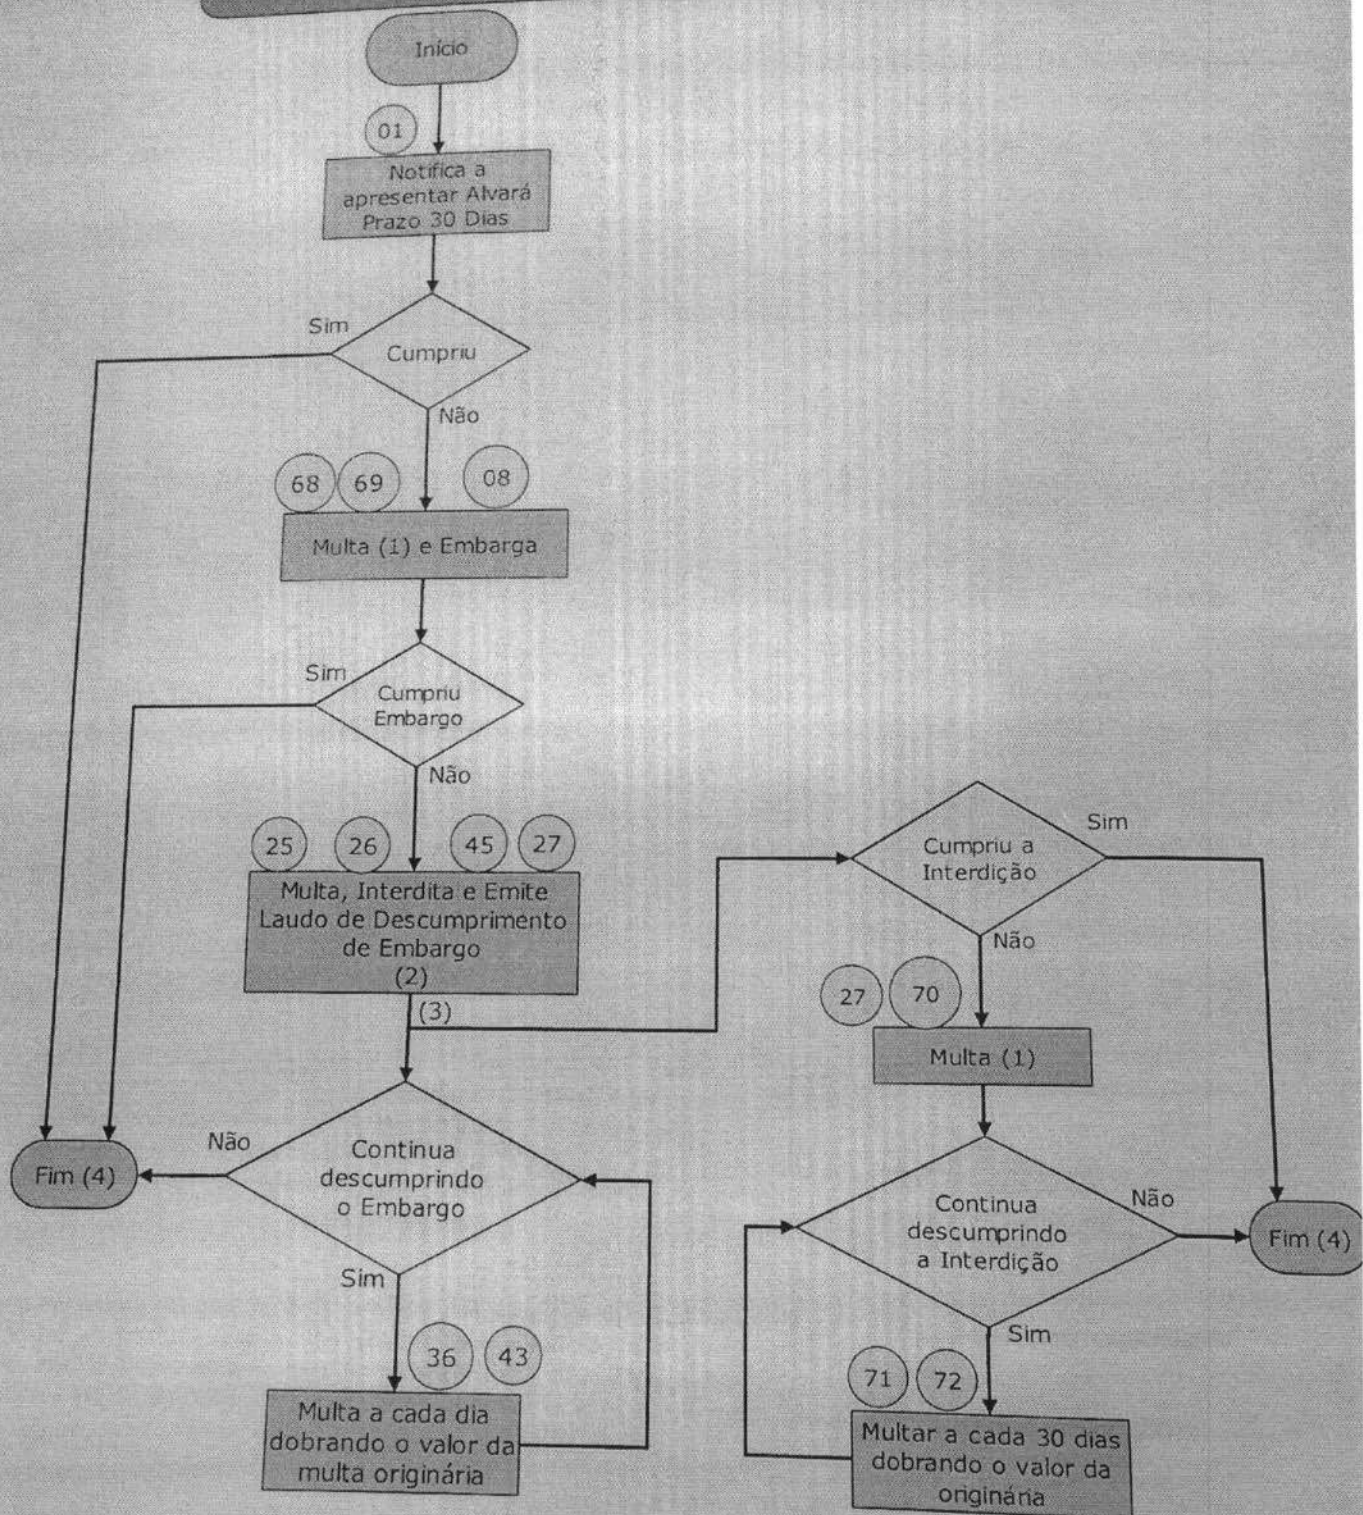 Início
01
Notifica a
apresentar Alvará
Prazo 30 Dias
Sim
Cumpriu
Não
68 69 08
Multa (1) e Embarga
Sim
Cumpriu
Embargo
Não
25 26 45 27
Multa, Interdita e Emite
Laudo de Descumprimento
de Embargo
(2)
(3)
Cumpriu a
Interdição
Sim
Não
27 70
Multa (1)
Não
Continua
descumprindo
o Embargo
Fim (4)
Sim
36 43
Multa a cada dia
dobrando o valor da
multa originária
Continua
descumprindo
a Interdição
Não
Fim (4)
Sim
71 72
Multar a cada 30 dias
dobrando o valor da
originária